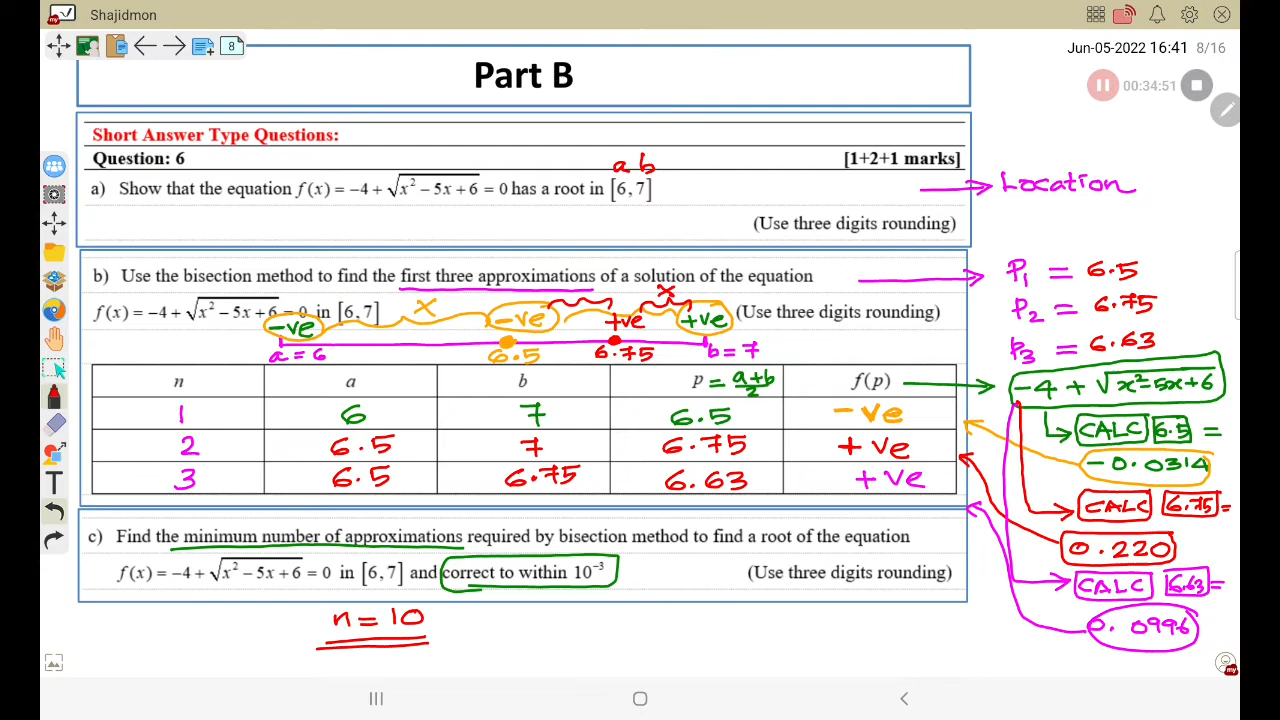 Shajidmon
8
Jun-05-2022 16:41 8/16
00:34:51
Part B
Short Answer Type Questions:
Question: 6 [1+2+1 marks]
a b
a) Show that the equation f(x) = −4 + √(x² − 5x + 6) = 0 has a root in [6, 7]
Location
(Use three digits rounding)
b) Use the bisection method to find the first three approximations of a solution of the equation
f(x) = −4 + √(x² − 5x + 6) = 0 in [6, 7] (Use three digits rounding)
P₁ = 6.5
P₂ = 6.75
P₃ = 6.63
x x
-ve -ve +ve +ve
a = 6 6.5 6.75 b = 7
n a b p = a+b/2 f(p)
-4 + √x²-5x+6
1 6 7 6.5 -ve
CALC 6.5 =
2 6.5 7 6.75 +ve
-0.0314
3 6.5 6.75 6.63 +ve
CALC 6.75 =
0.220
CALC 6.63 =
0.0996
c) Find the minimum number of approximations required by bisection method to find a root of the equation
f(x) = −4 + √(x² − 5x + 6) = 0 in [6, 7] and correct to within 10⁻³ (Use three digits rounding)
n = 10